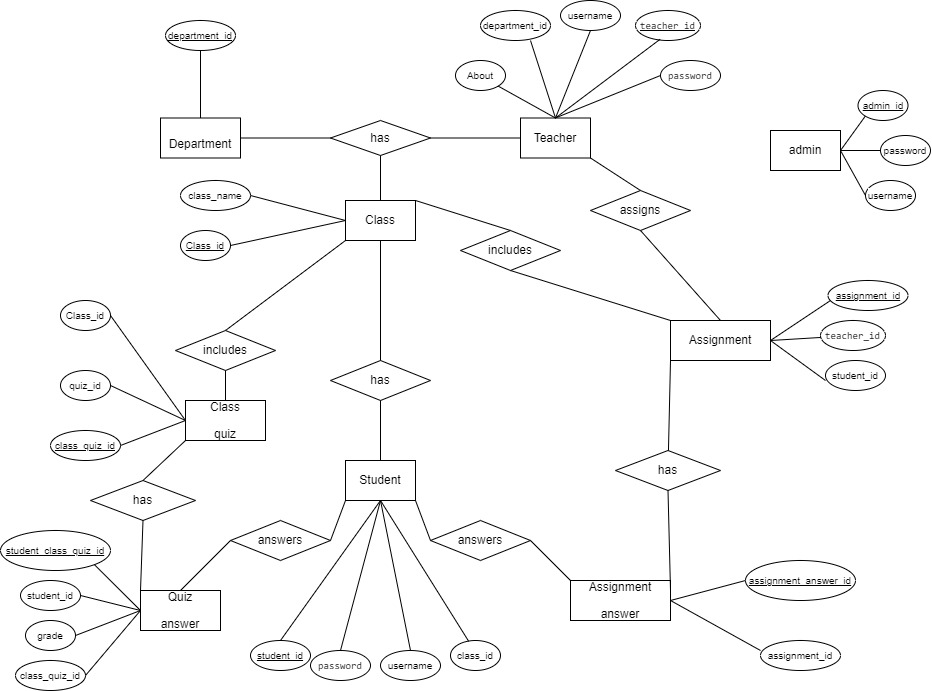 username
department_id
teacher_id
department_id
About
password
admin_id
Department
has
Teacher
admin
password
class_name
username
assigns
Class
Class_id
includes
assignment_id
Class_id
teacher_id
Assignment
includes
student_id
has
quiz_id
Class
quiz
class_quiz_id
has
Student
has
answers
answers
student_class_quiz_id
assignment_answer_id
Assignment
answer
student_id
Quiz
answer
grade
student_id
password
username
class_id
assignment_id
class_quiz_id